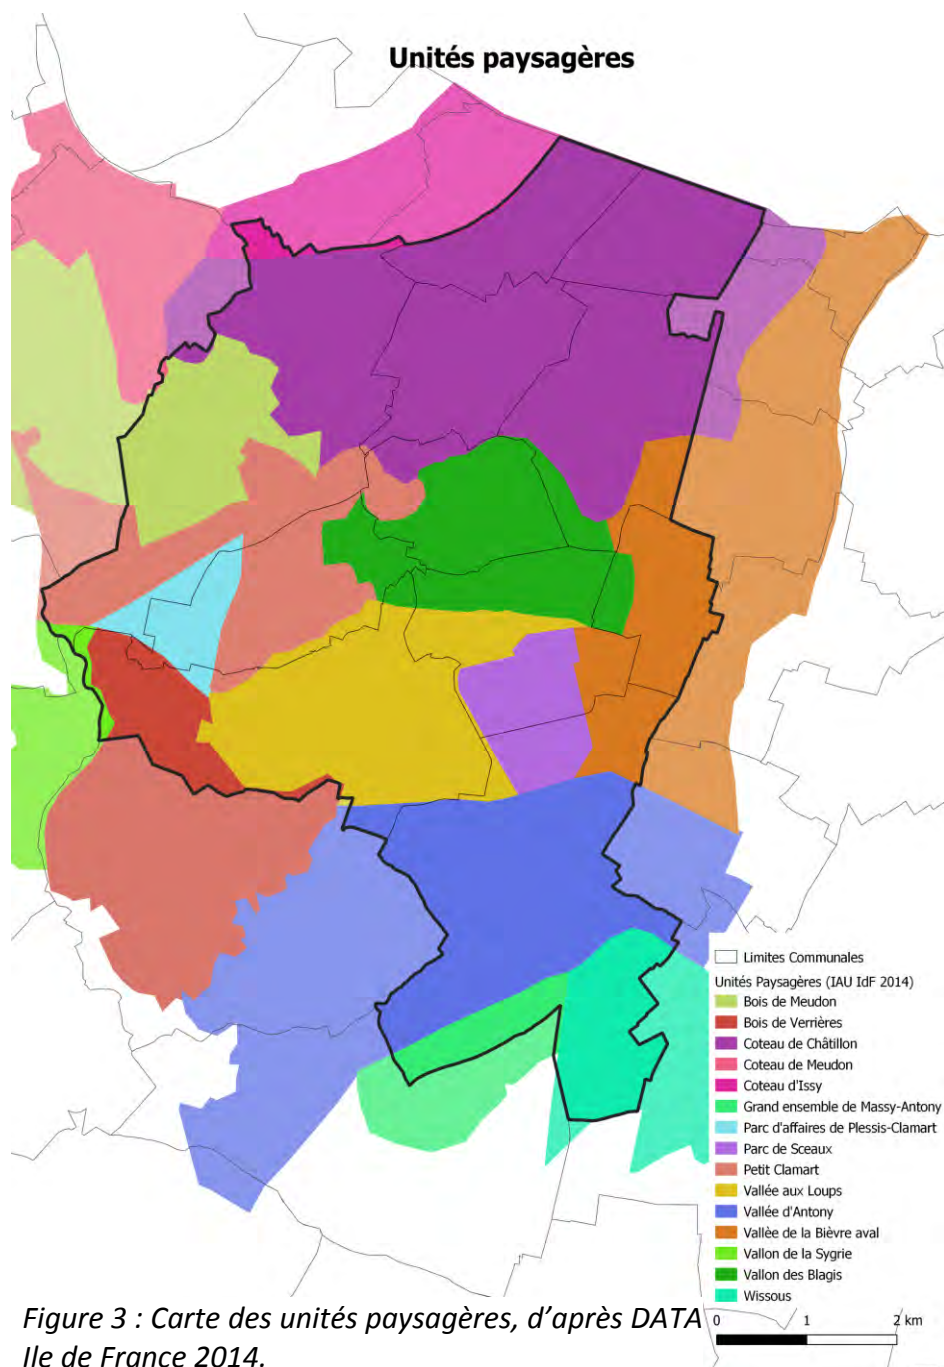 Unités paysagères
Limites Communales
Unités Paysagères (IAU IdF 2014)
Bois de Meudon
Bois de Verrières
Coteau de Châtillon
Coteau de Meudon
Coteau d'Issy
Grand ensemble de Massy-Antony
Parc d'affaires de Plessis-Clamart
Parc de Sceaux
Petit Clamart
Vallée aux Loups
Vallée d'Antony
Vallèe de la Bièvre aval
Vallon de la Sygrie
Vallon des Blagis
Wissous
0 1 2 km
Figure 3 : Carte des unités paysagères, d'après DATA
Ile de France 2014.